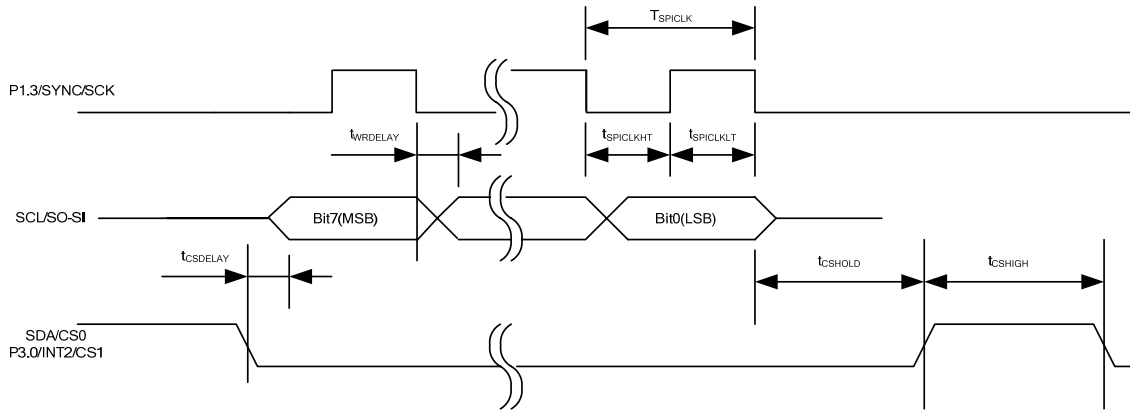 TSPICLK
P1.3/SYNC/SCK
tWRDELAY
tSPICLKHT
tSPICLKLT
SCL/SO-SI
Bit7(MSB)
Bit0(LSB)
tCSDELAY
tCSHOLD
tCSHIGH
SDA/CS0
P3.0/INT2/CS1